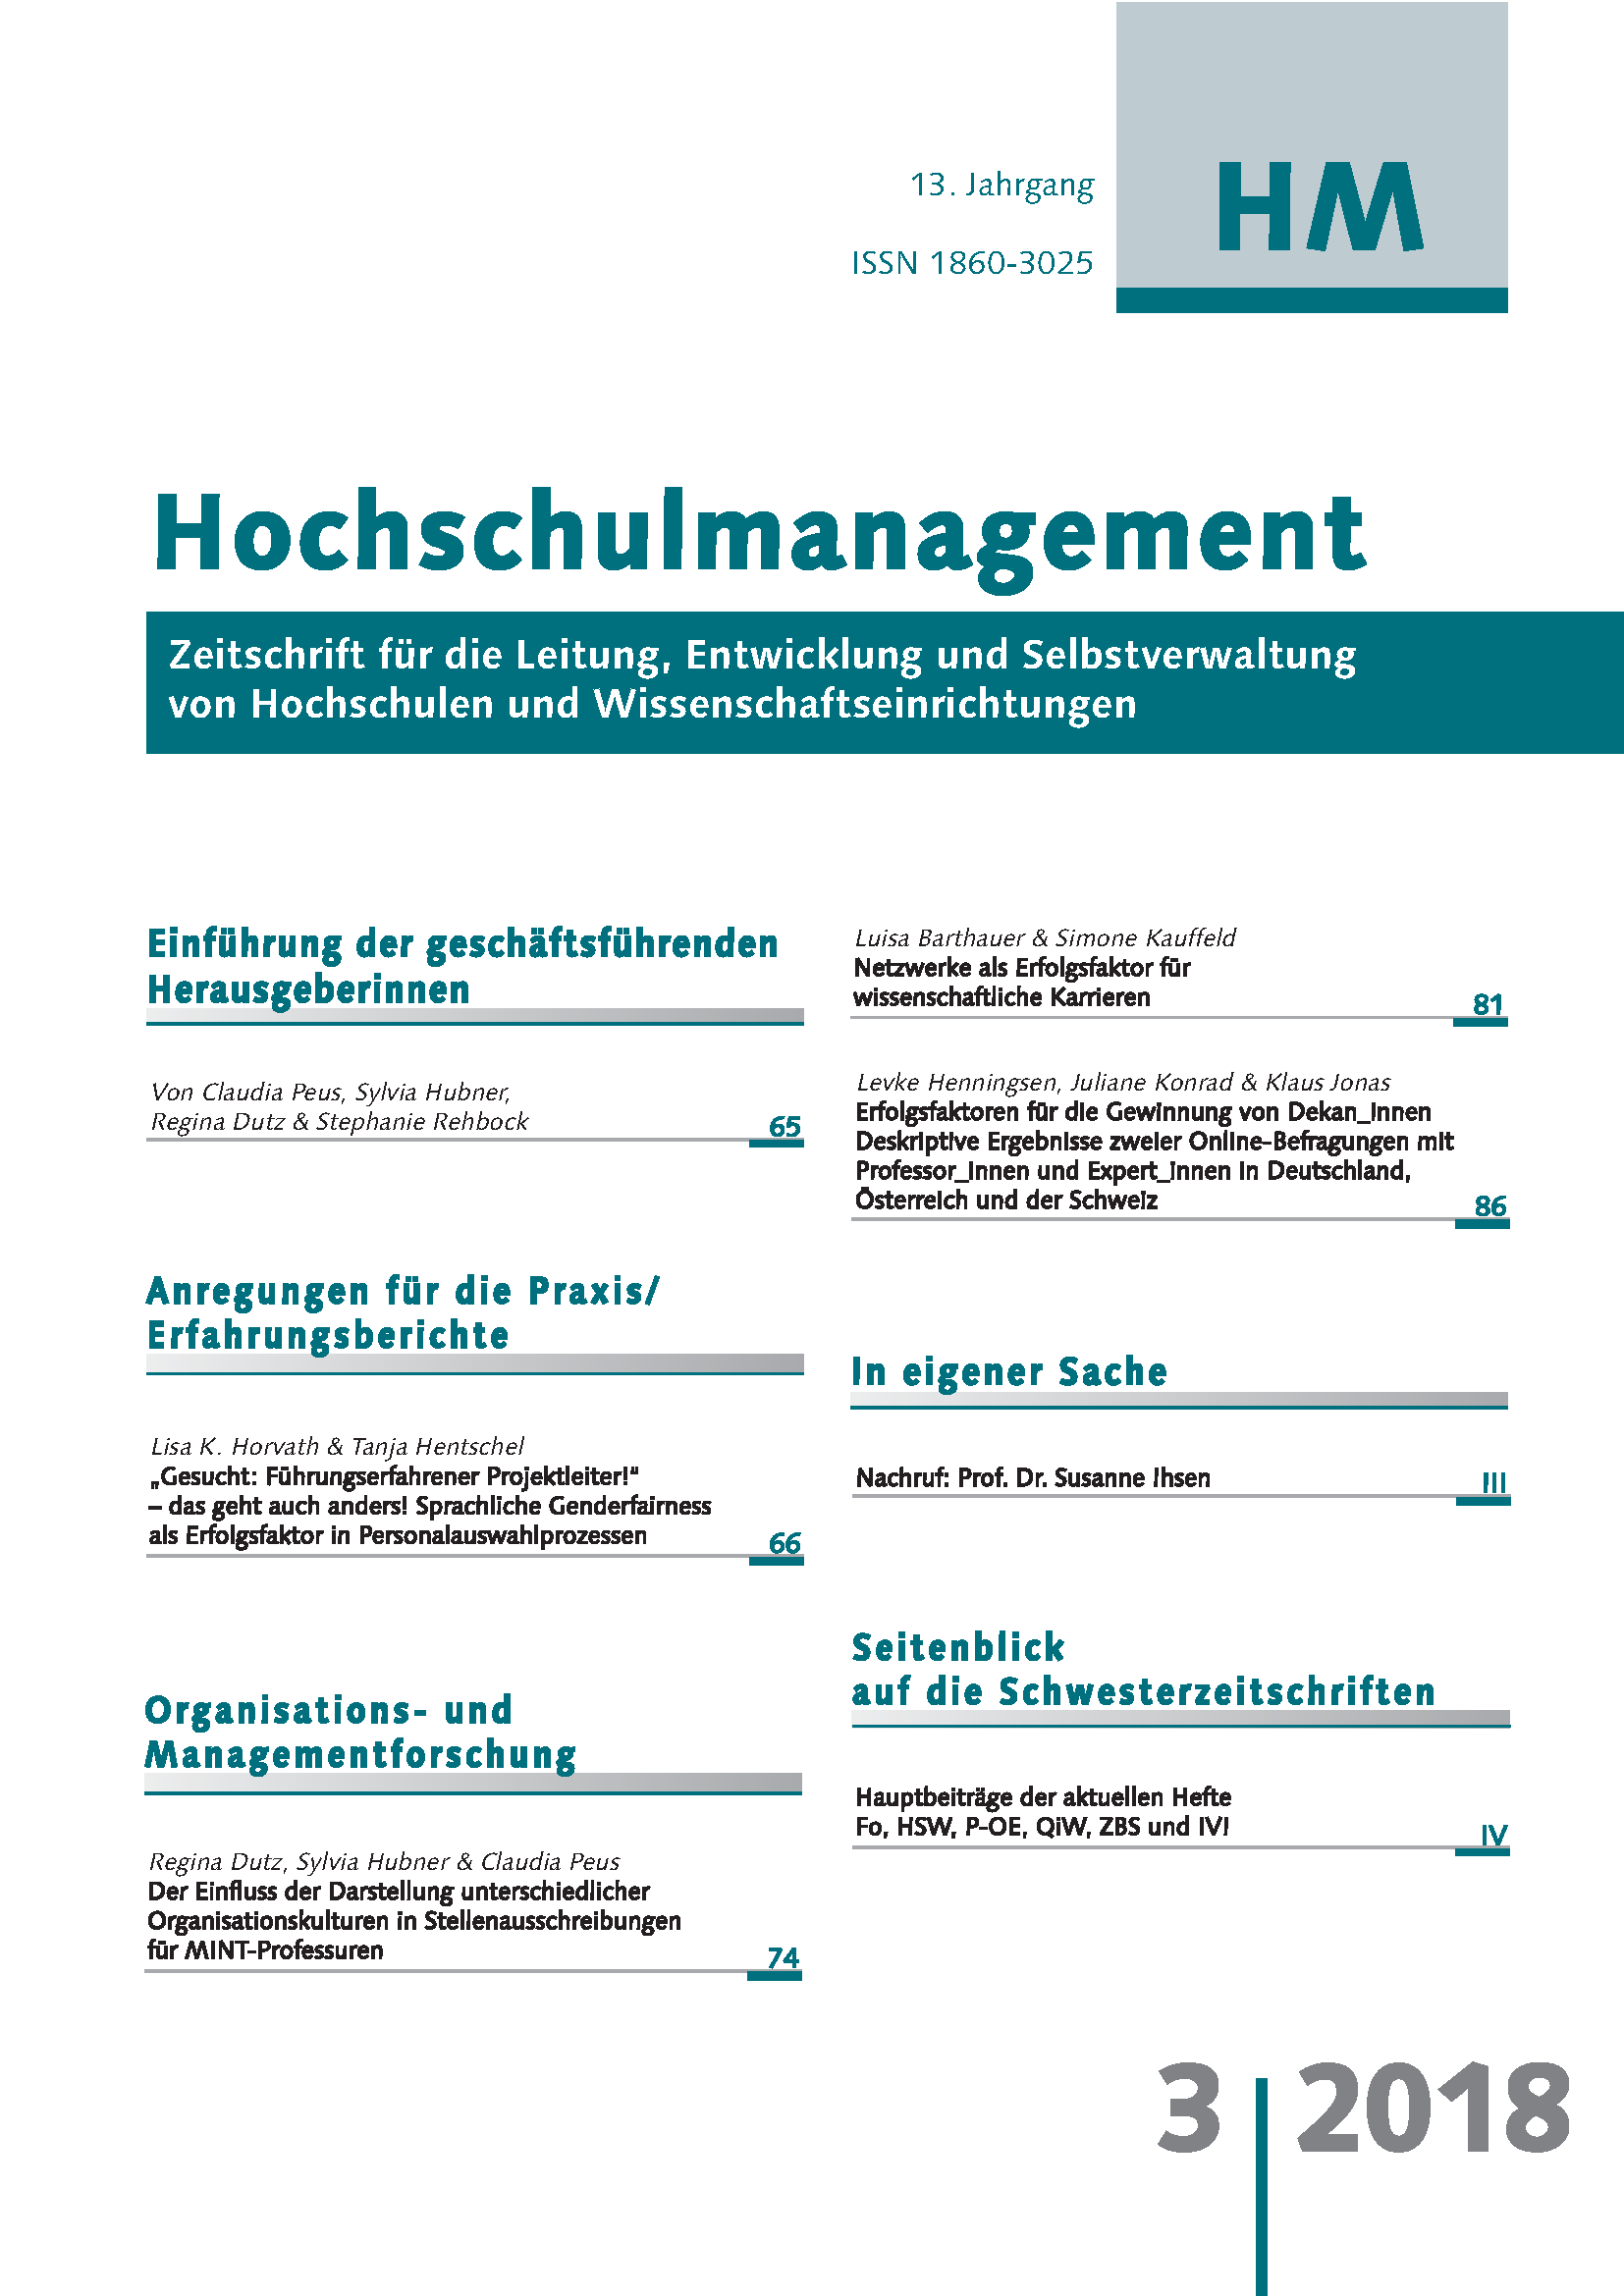 13. Jahrgang
ISSN 1860-3025
HM
Hochschulmanagement
Zeitschrift für die Leitung, Entwicklung und Selbstverwaltung
von Hochschulen und Wissenschaftseinrichtungen
Einführung der geschäftsführenden
Herausgeberinnen
Von Claudia Peus, Sylvia Hubner,
Regina Dutz & Stephanie Rehbock
65
Anregungen für die Praxis/
Erfahrungsberichte
Lisa K. Horvath & Tanja Hentschel
„Gesucht: Führungserfahrener Projektleiter!“
– das geht auch anders! Sprachliche Genderfairness
als Erfolgsfaktor in Personalauswahlprozessen
66
Organisations- und
Managementforschung
Regina Dutz, Sylvia Hubner & Claudia Peus
Der Einfluss der Darstellung unterschiedlicher
Organisationskulturen in Stellenausschreibungen
für MINT-Professuren
74
Luisa Barthauer & Simone Kauffeld
Netzwerke als Erfolgsfaktor für
wissenschaftliche Karrieren
81
Levke Henningsen, Juliane Konrad & Klaus Jonas
Erfolgsfaktoren für die Gewinnung von Dekan_innen
Deskriptive Ergebnisse zweier Online-Befragungen mit
Professor_innen und Expert_innen in Deutschland,
Österreich und der Schweiz
86
In eigener Sache
Nachruf: Prof. Dr. Susanne Ihsen
III
Seitenblick
auf die Schwesterzeitschriften
Hauptbeiträge der aktuellen Hefte
Fo, HSW, P-OE, QiW, ZBS und IVI
IV
3 2018